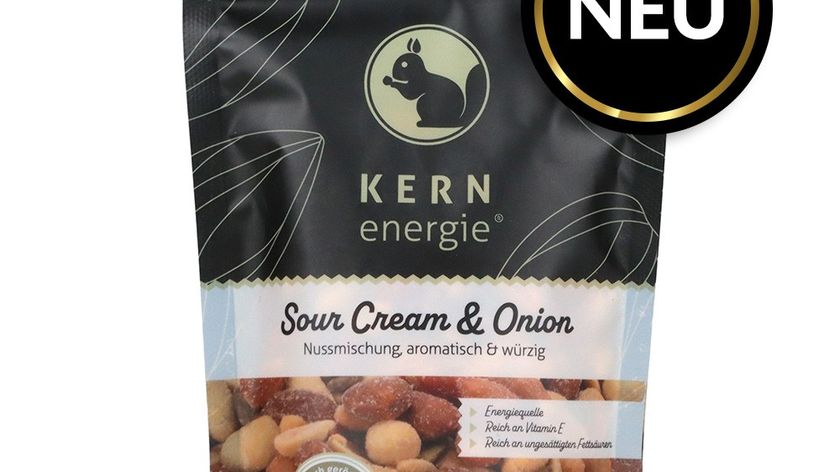 NEU
KERN
energie®
Sour Cream & Onion
Nussmischung, aromatisch & würzig
Energiequelle
Reich an Vitamin E
Reich an ungesättigten Fettsäuren